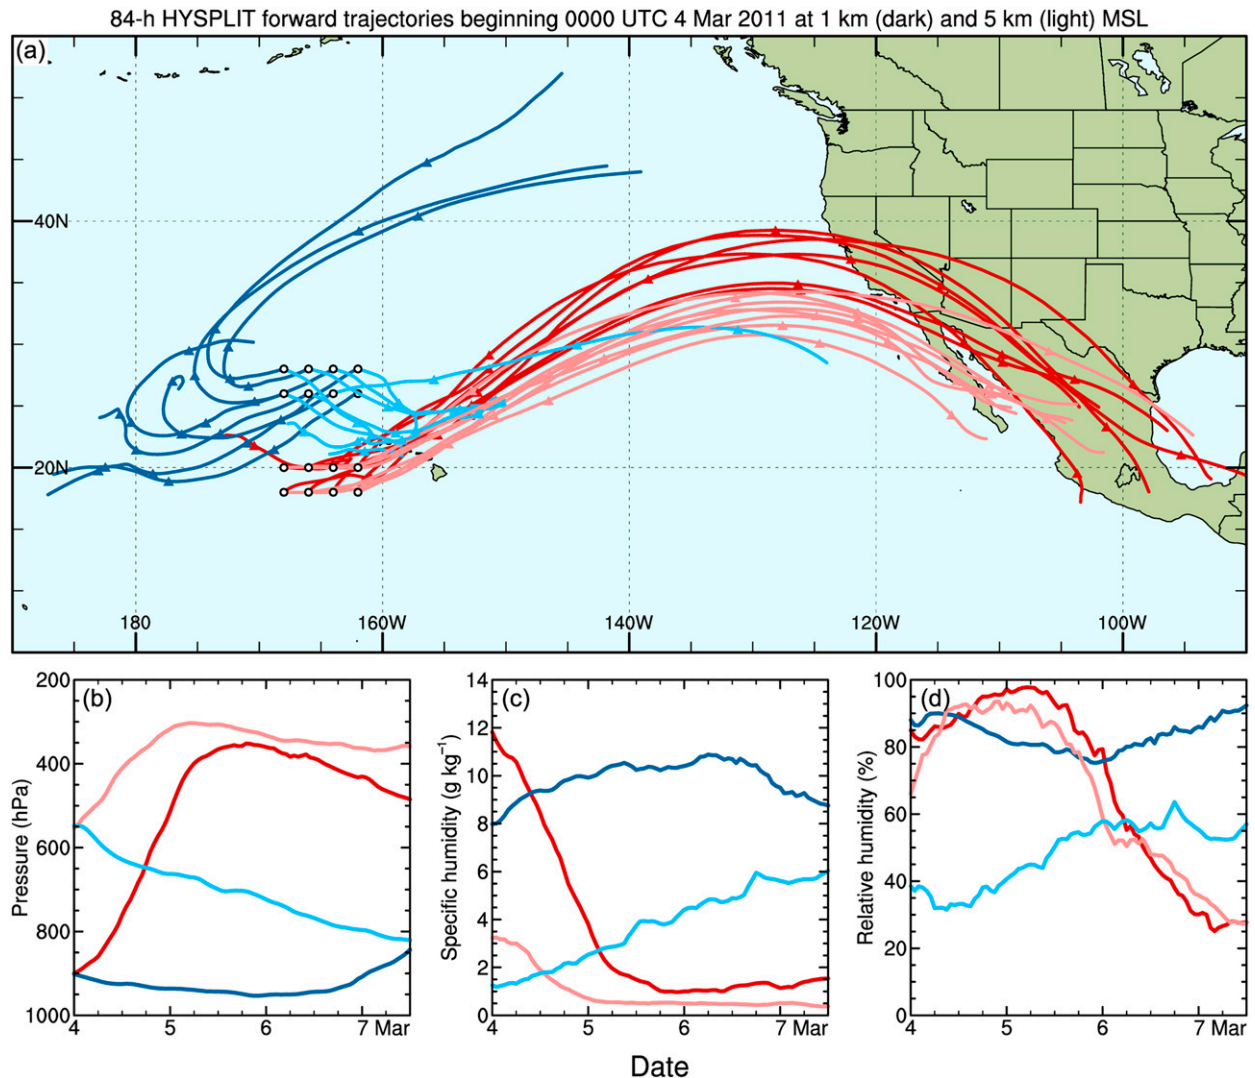 84-h HYSPLIT forward trajectories beginning 0000 UTC 4 Mar 2011 at 1 km (dark) and 5 km (light) MSL
(a)
40N
20N
180 160W 140W 120W 100W
(b)
200
400
600
800
1000
Pressure (hPa)
4 5 6 7 Mar
(c)
14
12
10
8
6
4
2
0
Specific humidity (g kg⁻¹)
4 5 6 7 Mar
(d)
100
80
60
40
20
0
Relative humidity (%)
4 5 6 7 Mar
Date